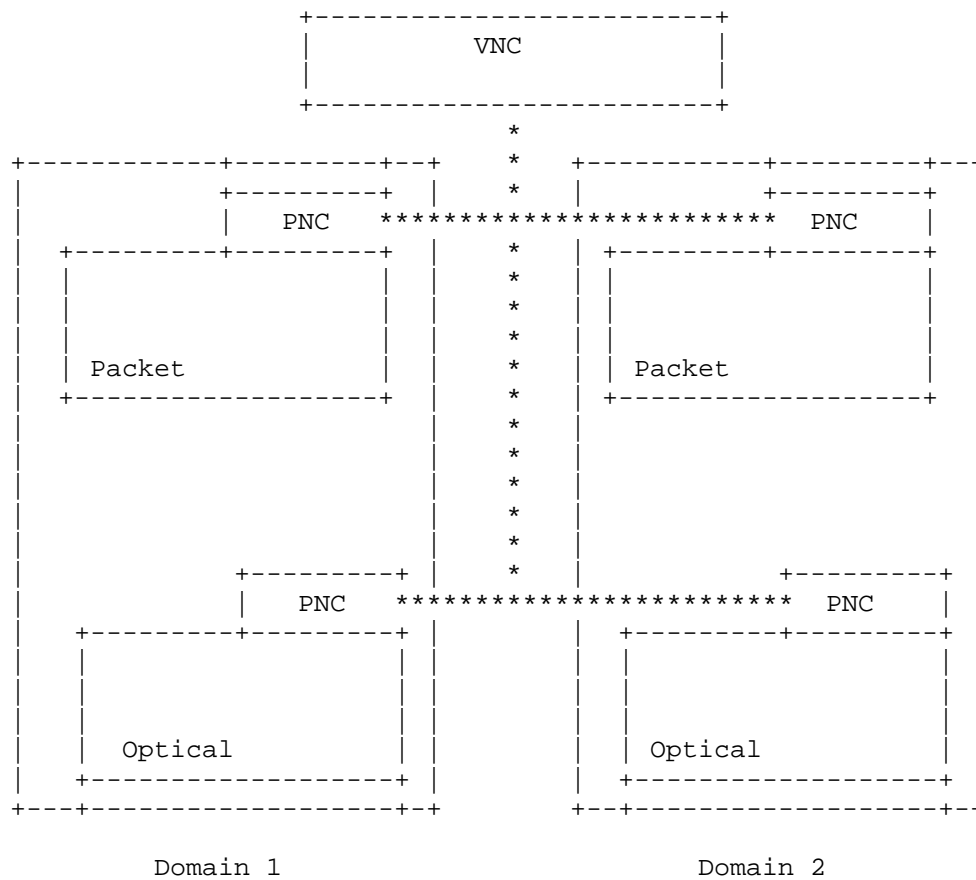 VNC
PNC PNC
Packet Packet
PNC PNC
Optical Optical
Domain 1 Domain 2